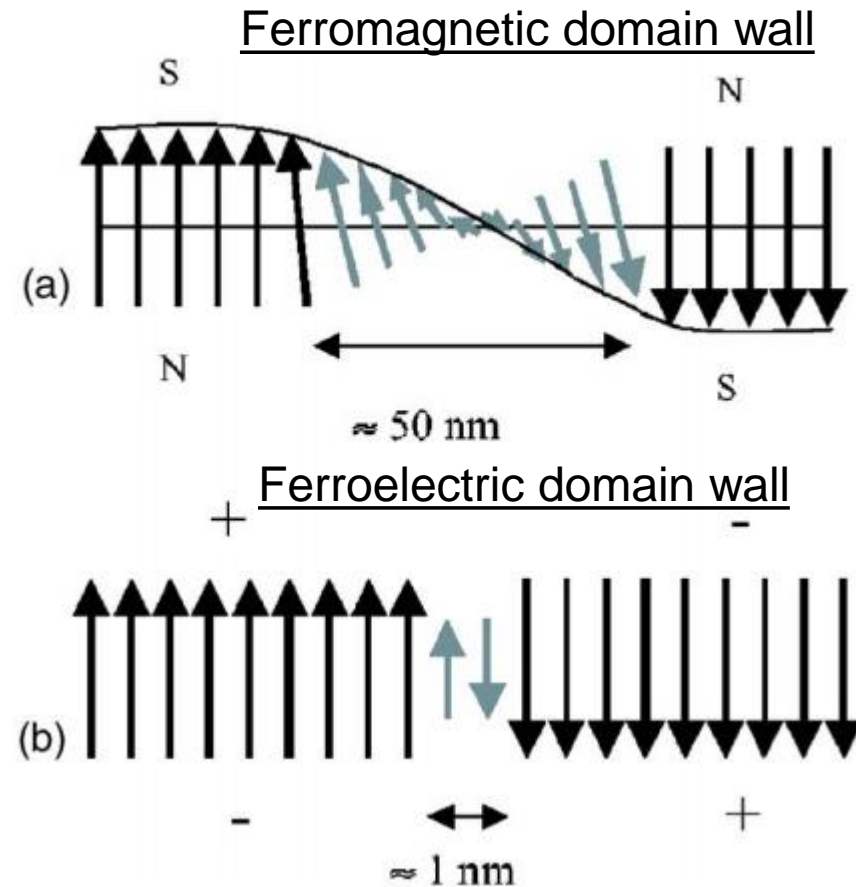 Ferromagnetic domain wall
S
N
(a)
N
S
≈ 50 nm
Ferroelectric domain wall
+
-
(b)
-
+
≈ 1 nm